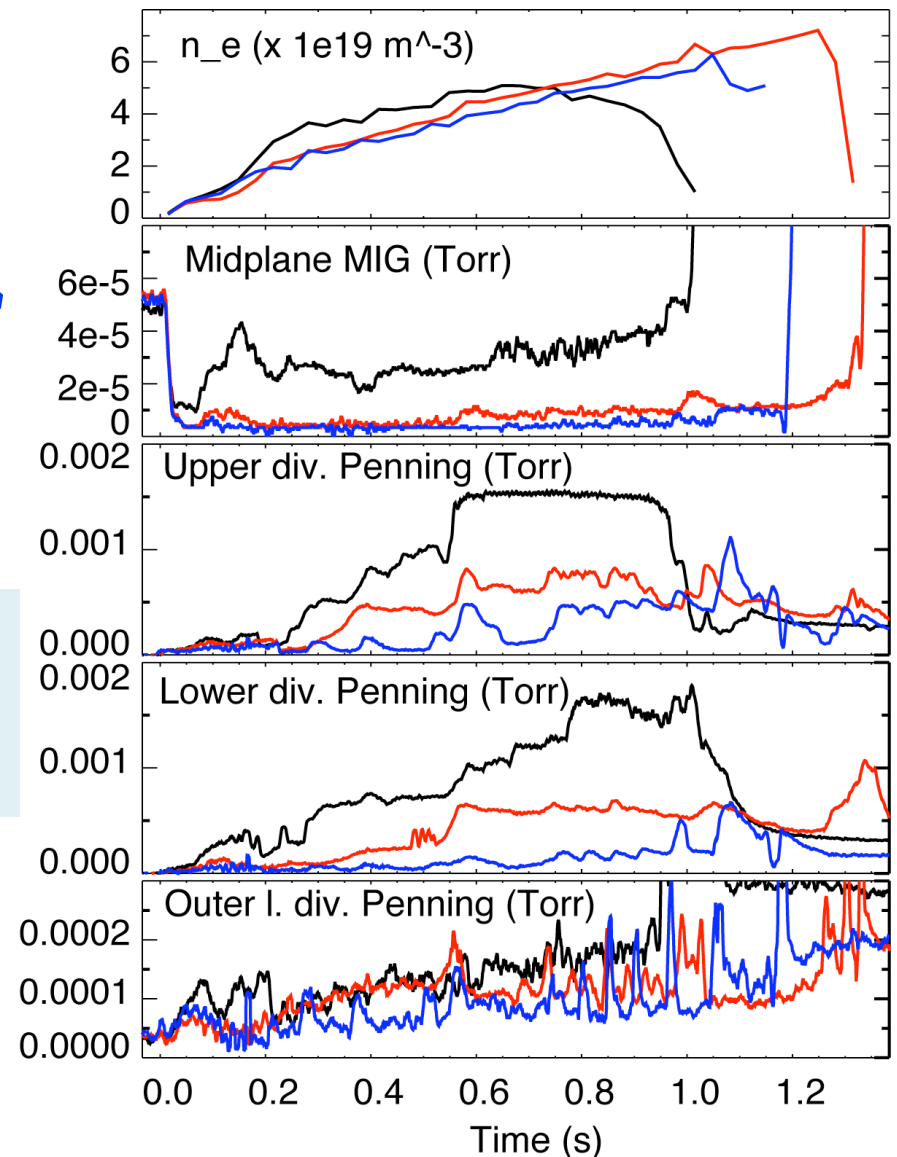 n_e (x 1e19 m^-3)
6
4
2
0
Midplane MIG (Torr)
6e-5
4e-5
2e-5
0
0.002
Upper div. Penning (Torr)
0.001
0.000
0.002
Lower div. Penning (Torr)
0.001
0.000
Outer l. div. Penning (Torr)
0.0002
0.0001
0.0000
0.0 0.2 0.4 0.6 0.8 1.0 1.2
Time (s)